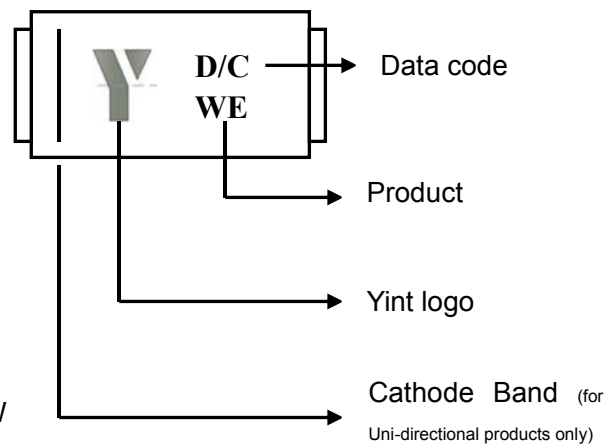 D/C
WE
Data code
Product
Yint logo
Cathode Band (for
Uni-directional products only)